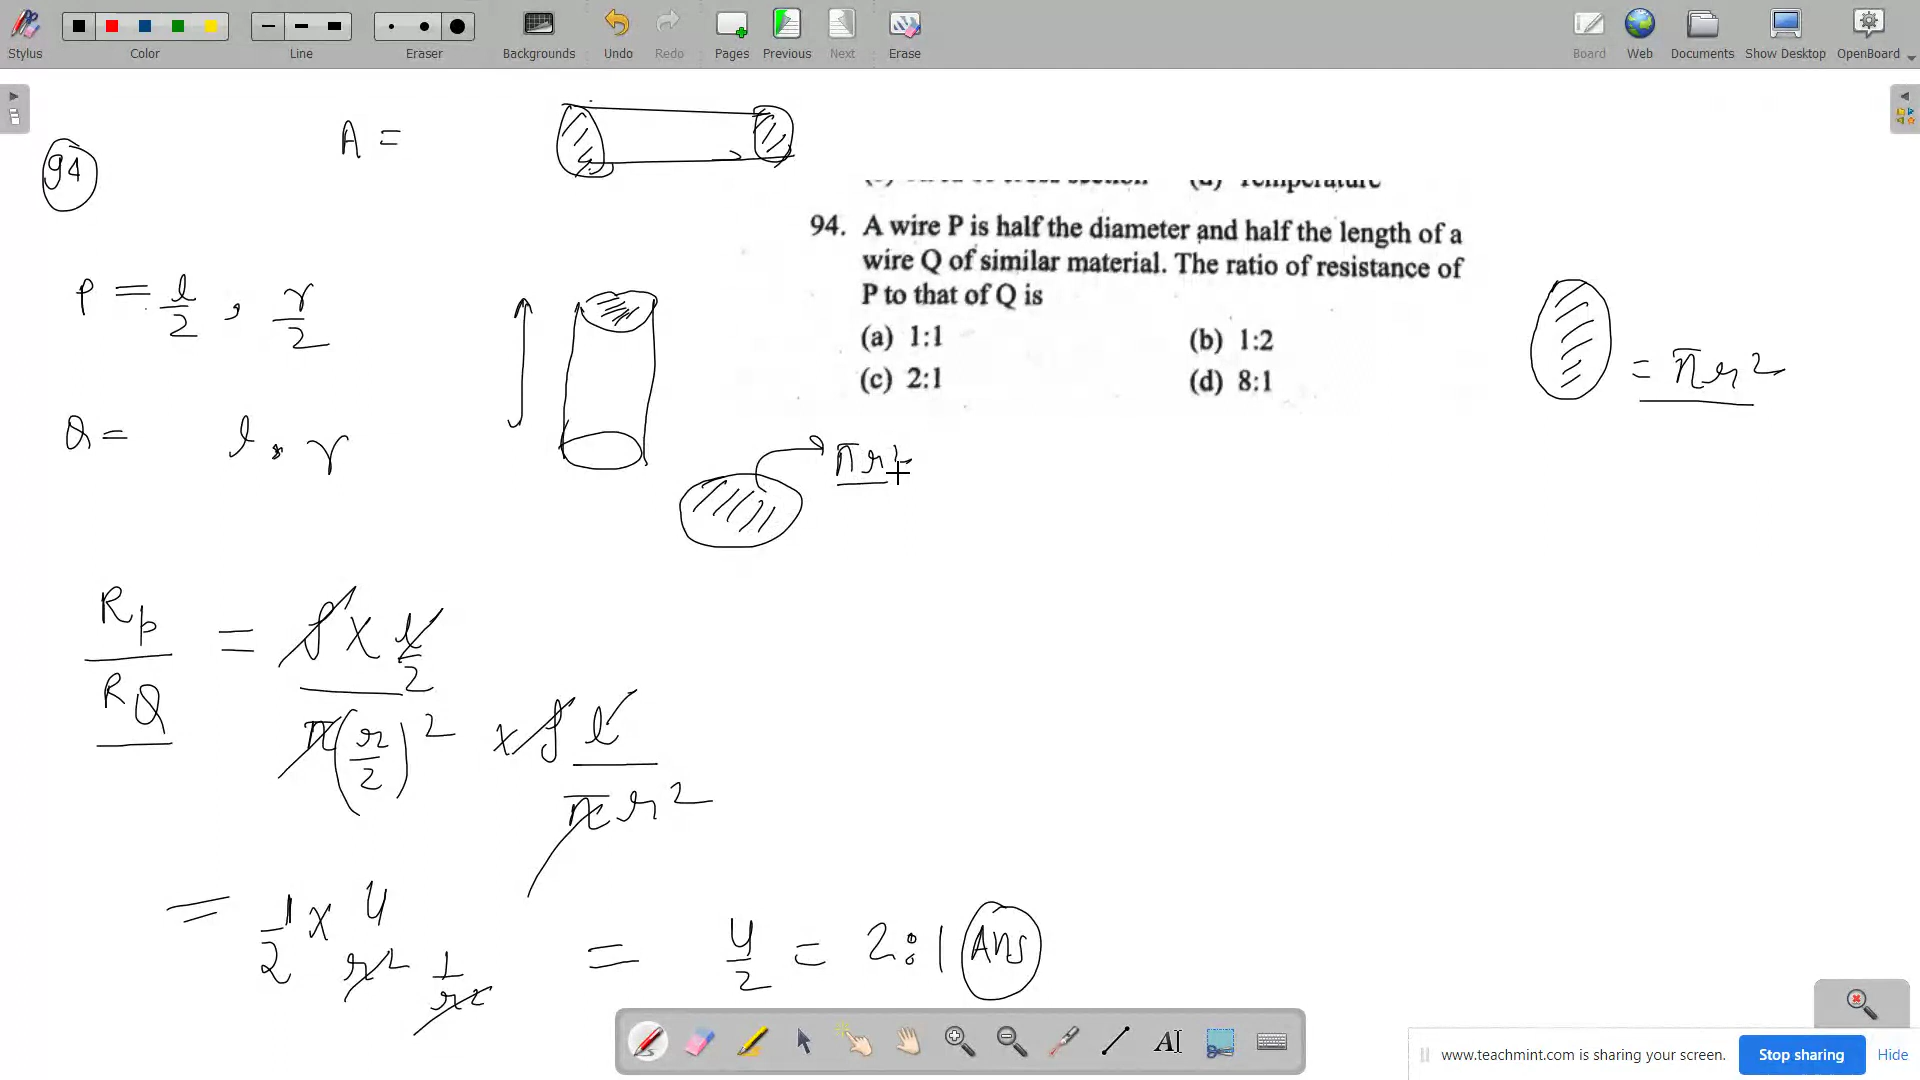 Stylus Color Line Eraser Backgrounds Undo Redo Pages Previous Next Erase Board Web Documents Show Desktop OpenBoard
94
A =
(d) Temperature
94. A wire P is half the diameter and half the length of a
wire Q of similar material. The ratio of resistance of
P to that of Q is
(a) 1:1 (b) 1:2
(c) 2:1 (d) 8:1
P = l/2 , r/2
= πr²
Q = l , r
πr²
Rp/RQ = ρ x l/2 / π(r/2)² x ρ l / π r²
= 1/2 x 4/r² 1/r² = 4/2 = 2:1 Ans
AI
www.teachmint.com is sharing your screen. Stop sharing Hide